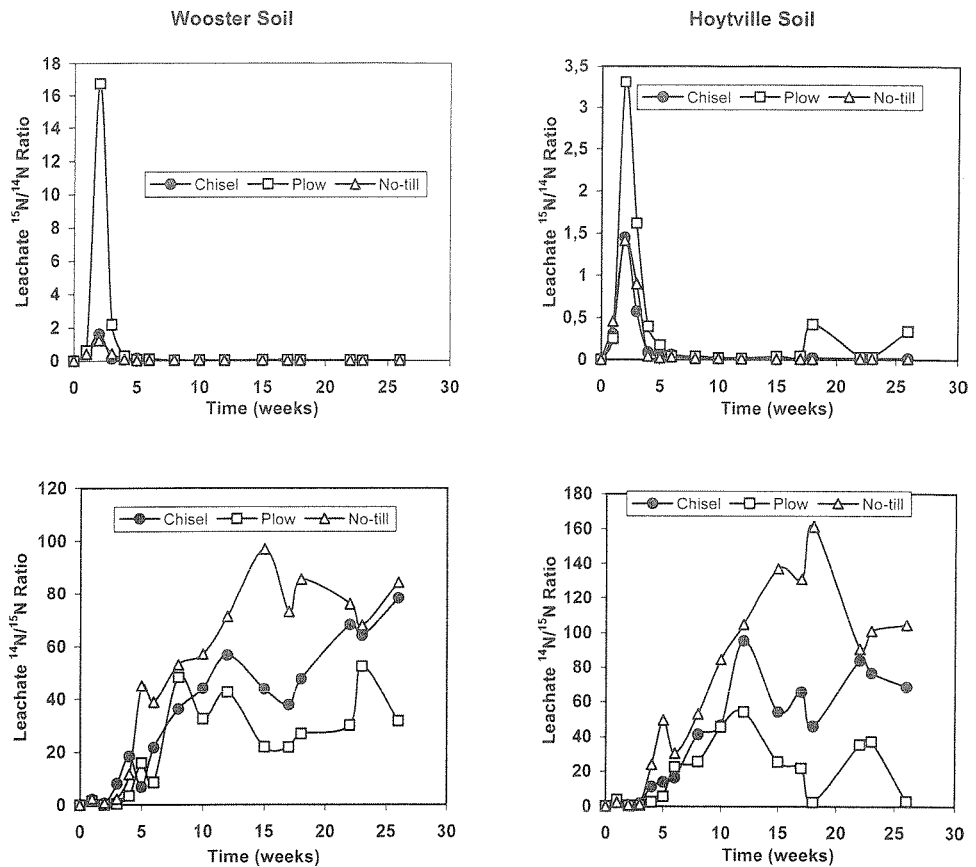 Wooster Soil
Hoytville Soil
Leachate ¹⁵N/¹⁴N Ratio
18
16
14
12
10
8
6
4
2
0
Chisel Plow No-till
0 5 10 15 20 25 30
Time (weeks)
Leachate ¹⁵N/¹⁴N Ratio
3,5
3
2,5
2
1,5
1
0,5
0
Chisel Plow No-till
0 5 10 15 20 25 30
Time (weeks)
Leachate ¹⁴N/¹⁵N Ratio
120
100
80
60
40
20
0
Chisel Plow No-till
0 5 10 15 20 25 30
Time (weeks)
Leachate ¹⁴N/¹⁵N Ratio
180
160
140
120
100
80
60
40
20
0
Chisel Plow No-till
0 5 10 15 20 25 30
Time (weeks)